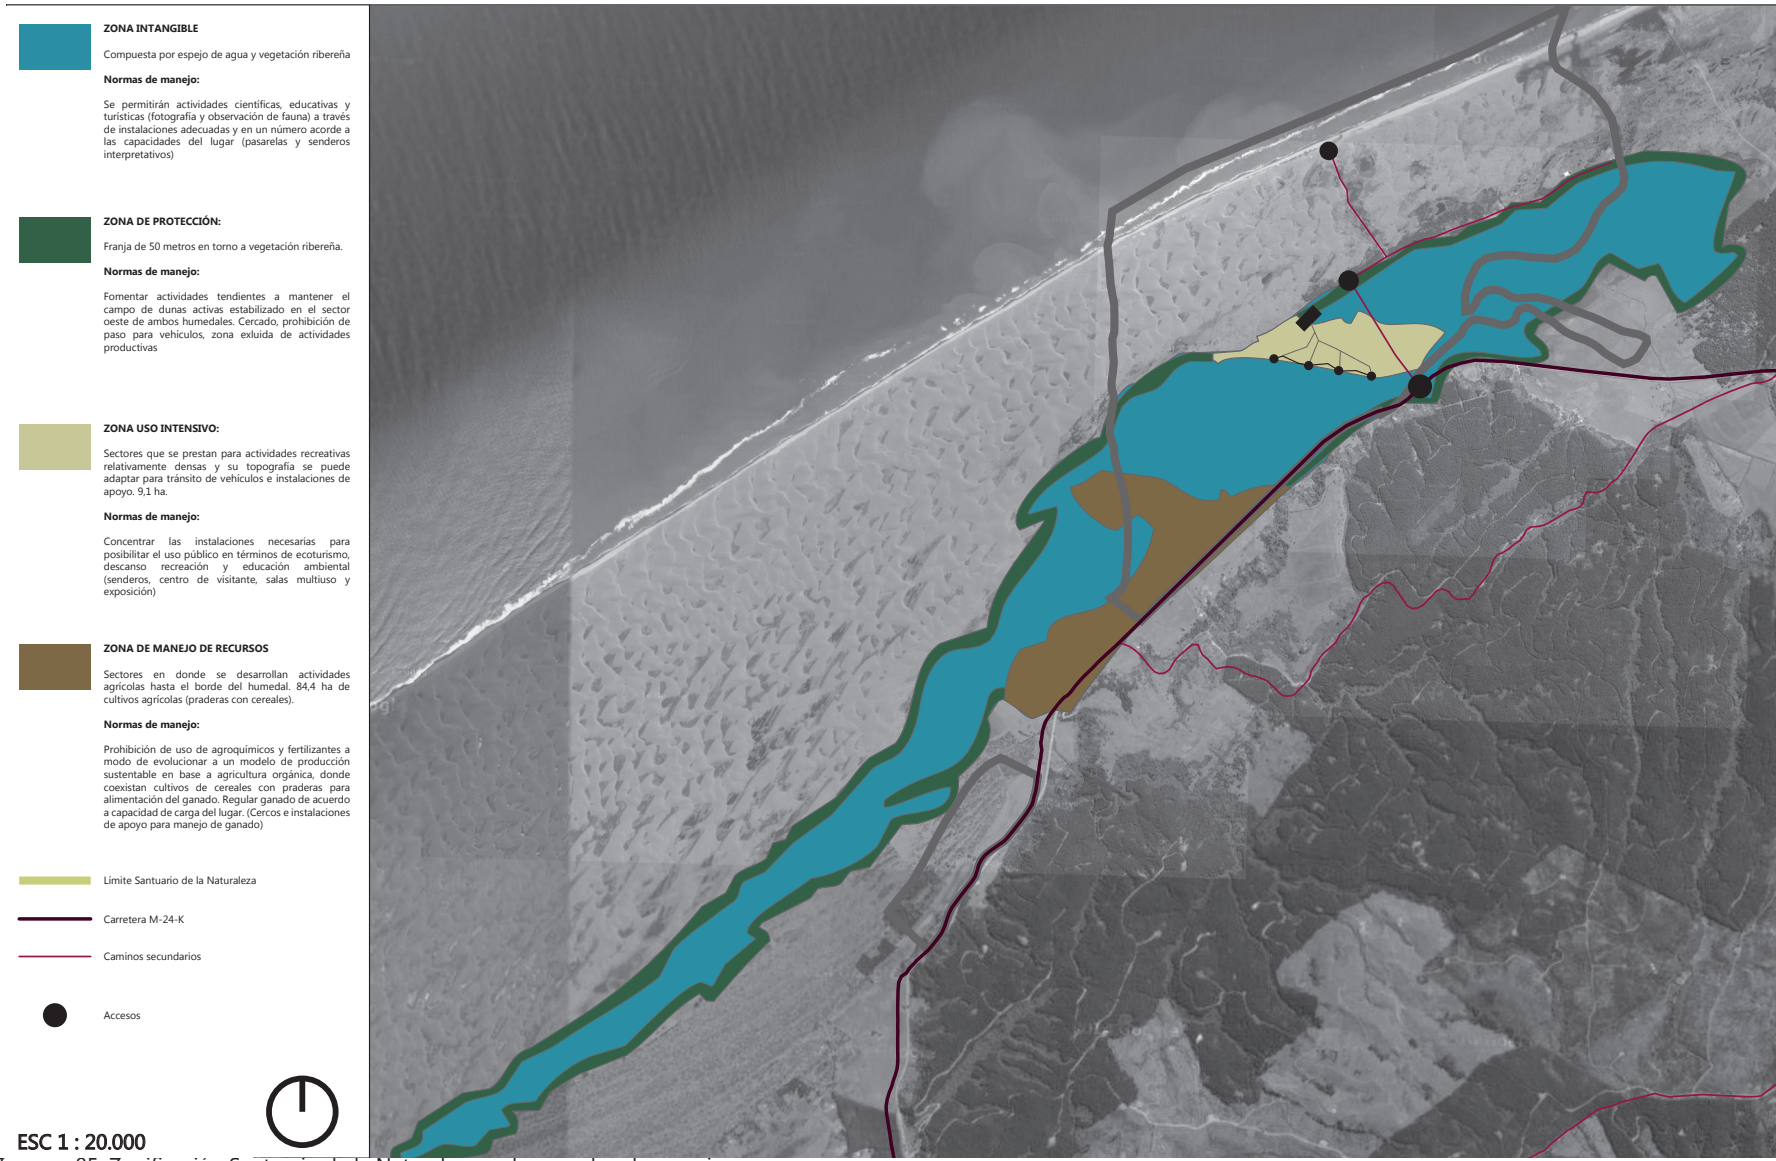 ZONA INTANGIBLE
Compuesta por espejo de agua y vegetación ribereña
Normas de manejo:
Se permitirán actividades científicas, educativas y
turísticas (fotografía y observación de fauna) a través
de instalaciones adecuadas y en un número acorde a
las capacidades del lugar (pasarelas y senderos
interpretativos)
ZONA DE PROTECCIÓN:
Franja de 50 metros en torno a vegetación ribereña.
Normas de manejo:
Fomentar actividades tendientes a mantener el
campo de dunas activas estabilizado en el sector
oeste de ambos humedales. Cercado, prohibición de
paso para vehículos, zona exluida de actividades
productivas
ZONA USO INTENSIVO:
Sectores que se prestan para actividades recreativas
relativamente densas y su topografía se puede
adaptar para tránsito de vehículos e instalaciones de
apoyo. 9,1 ha.
Normas de manejo:
Concentrar las instalaciones necesarias para
posibilitar el uso público en términos de ecoturismo,
descanso recreación y educación ambiental
(senderos, centro de visitante, salas multiuso y
exposición)
ZONA DE MANEJO DE RECURSOS
Sectores en donde se desarrollan actividades
agrícolas hasta el borde del humedal. 84,4 ha de
cultivos agrícolas (praderas con cereales).
Normas de manejo:
Prohibición de uso de agroquímicos y fertilizantes a
modo de evolucionar a un modelo de producción
sustentable en base a agricultura orgánica, donde
coexistan cultivos de cereales con praderas para
alimentación del ganado. Regular ganado de acuerdo
a capacidad de carga del lugar. (Cercos e instalaciones
de apoyo para manejo de ganado)
Límite Santuario de la Naturaleza
Carretera M-24-K
Caminos secundarios
Accesos
ESC 1 : 20.000